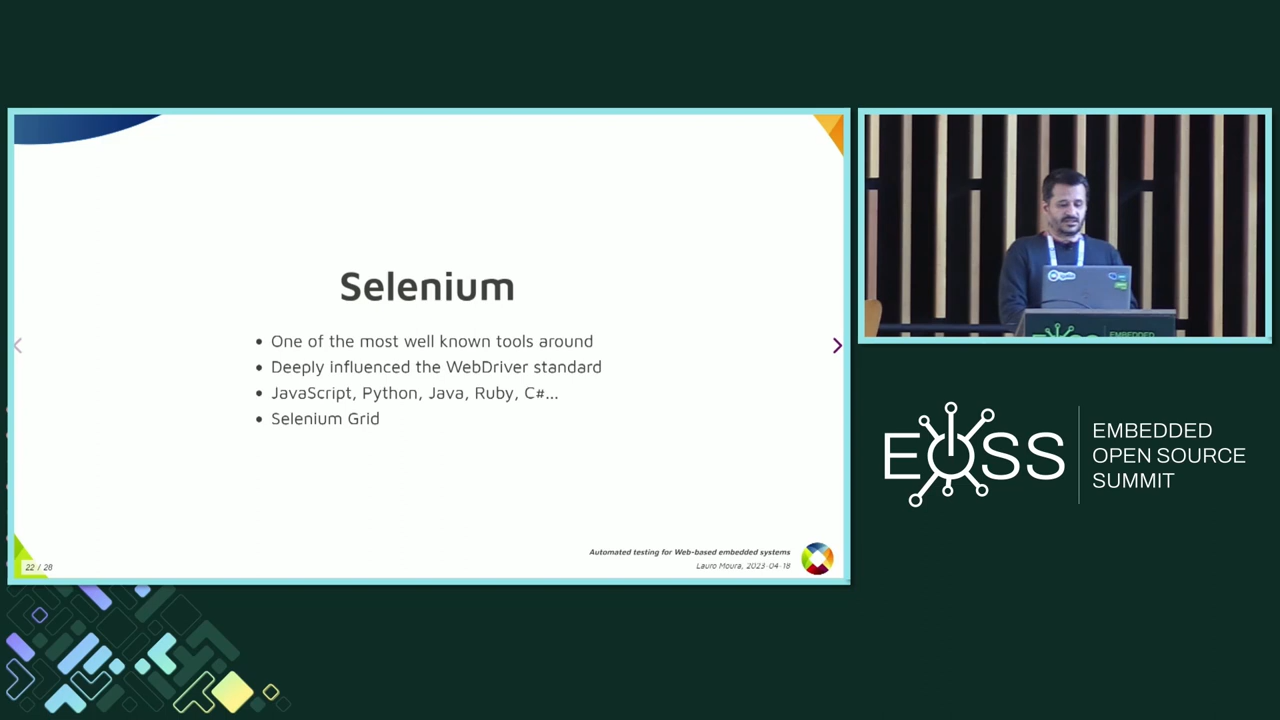 Selenium
One of the most well known tools around
Deeply influenced the WebDriver standard
JavaScript, Python, Java, Ruby, C#...
Selenium Grid
22 / 28
Automated testing for Web-based embedded systems
Lauro Moura, 2023-04-18
EMBEDDED
EOSS
EMBEDDED
OPEN SOURCE
SUMMIT